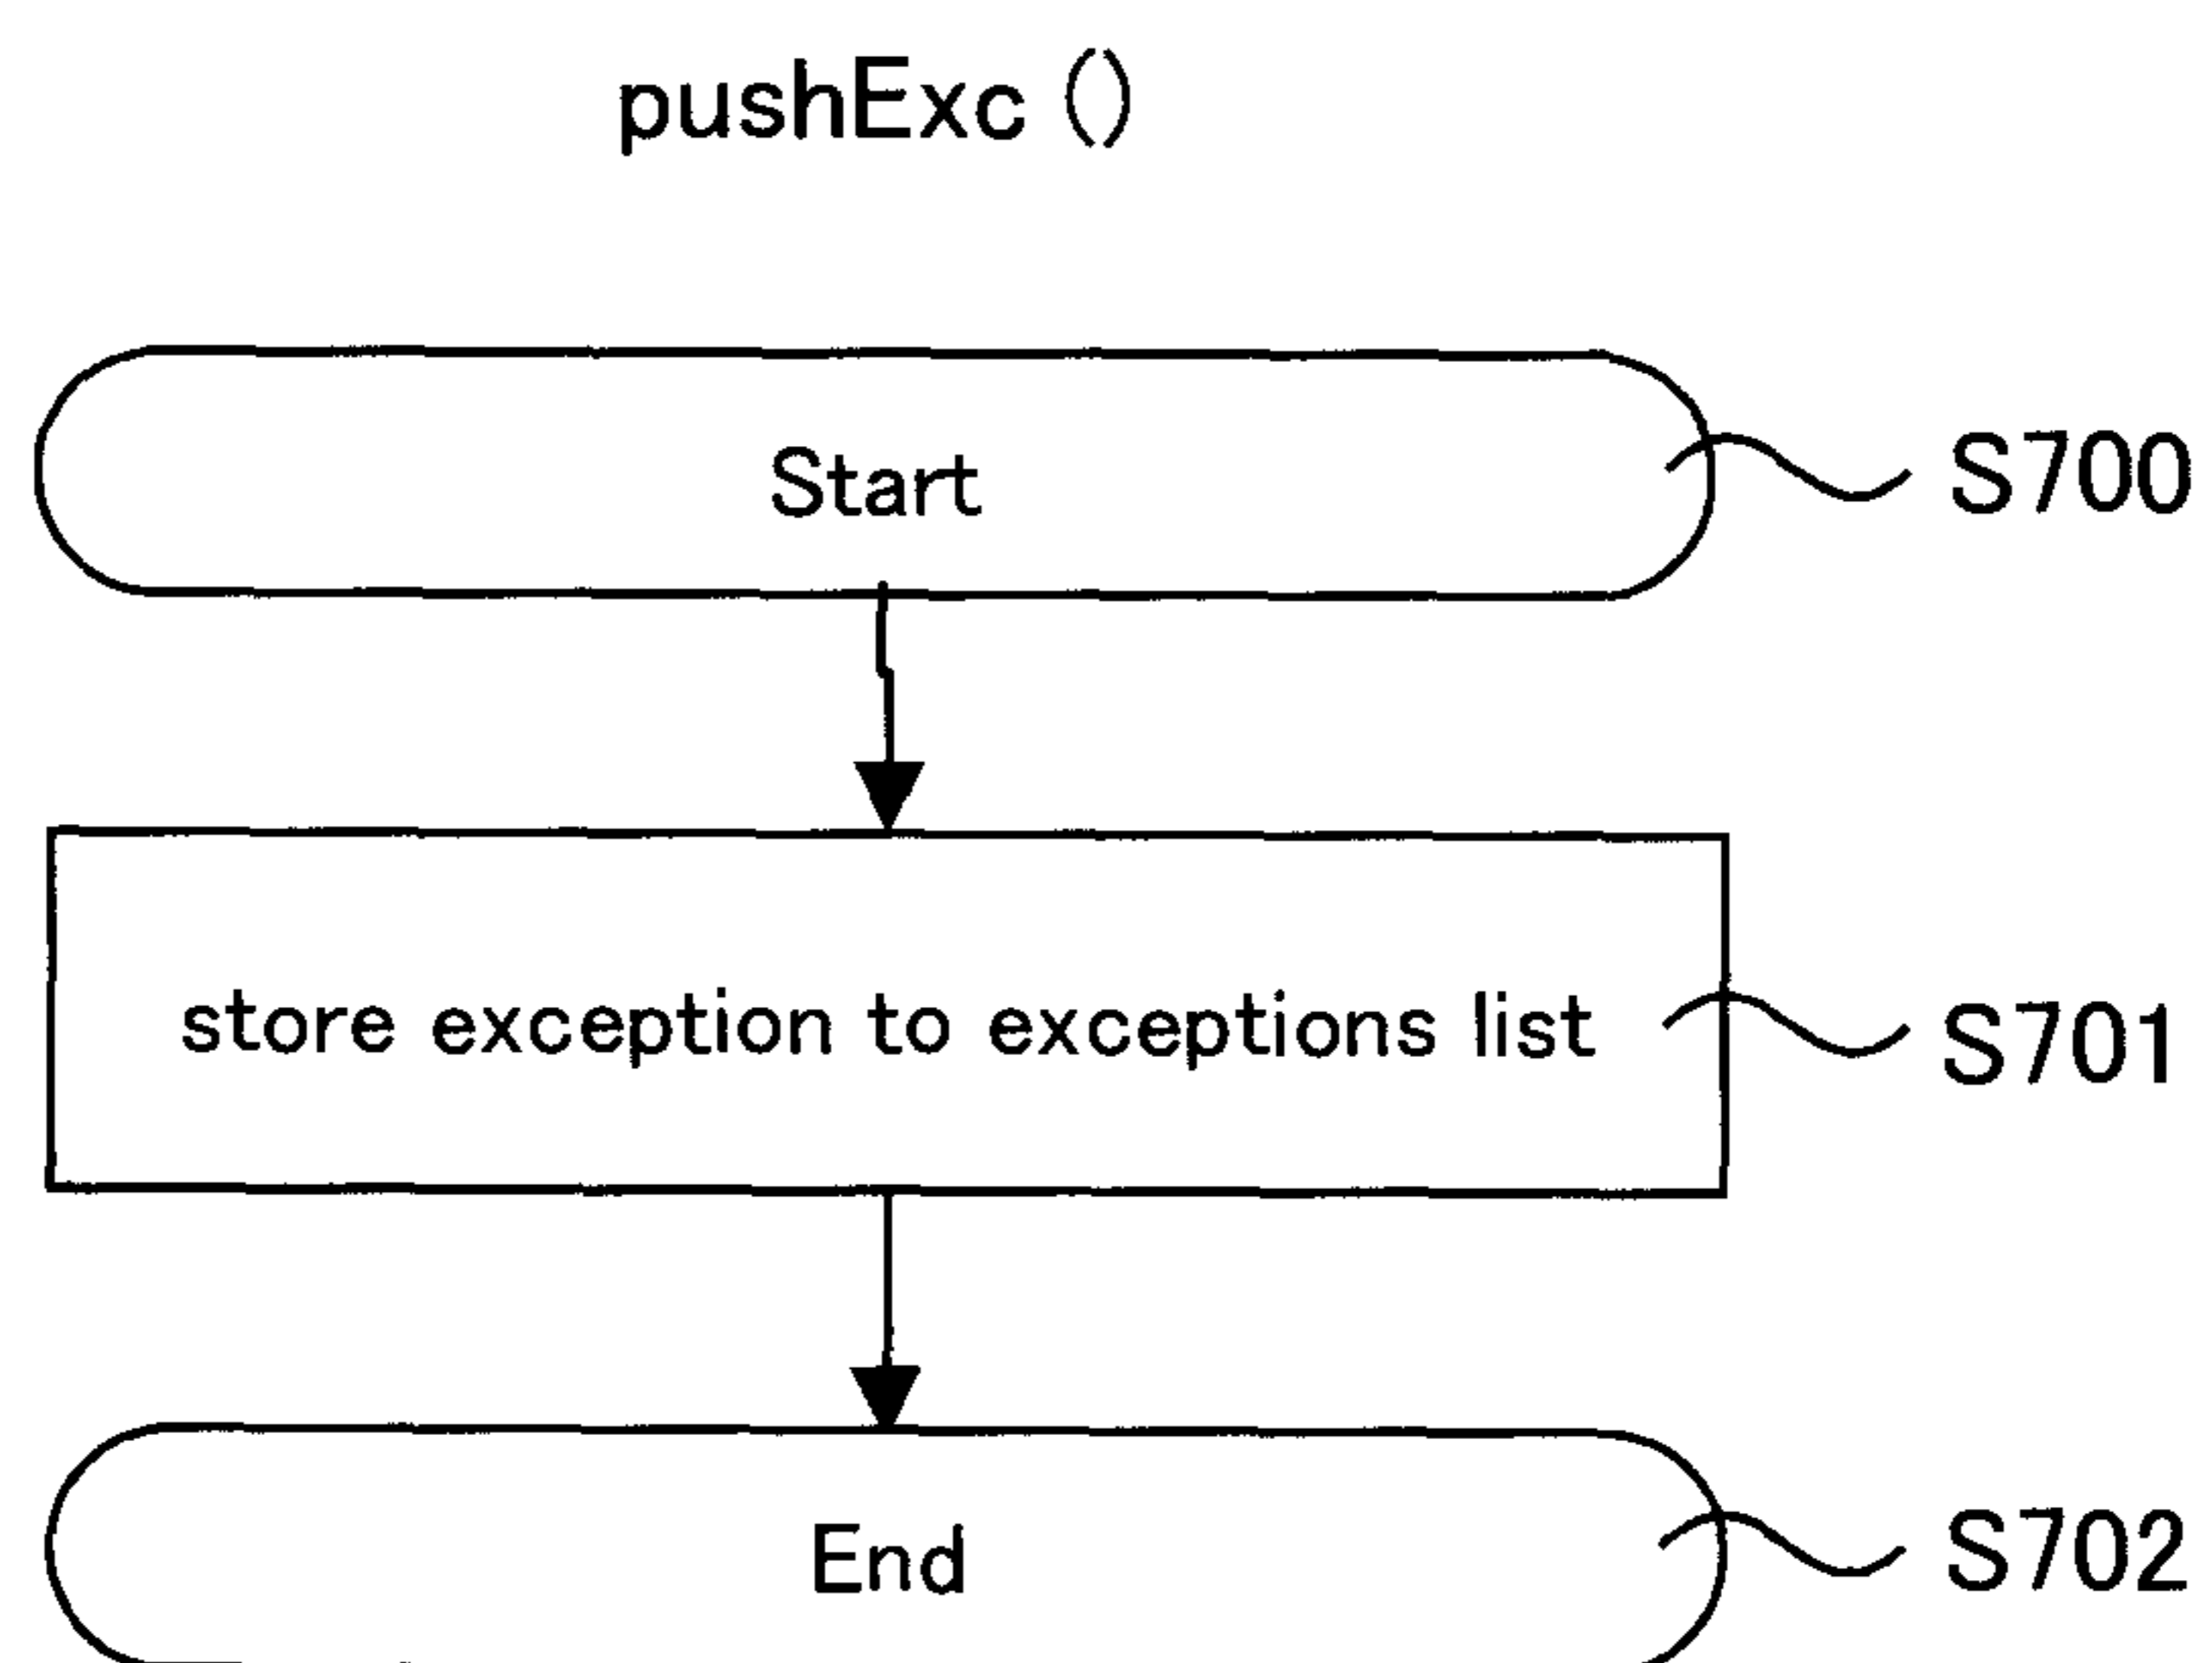 pushExc ()
Start
S700
store exception to exceptions list
S701
End
S702